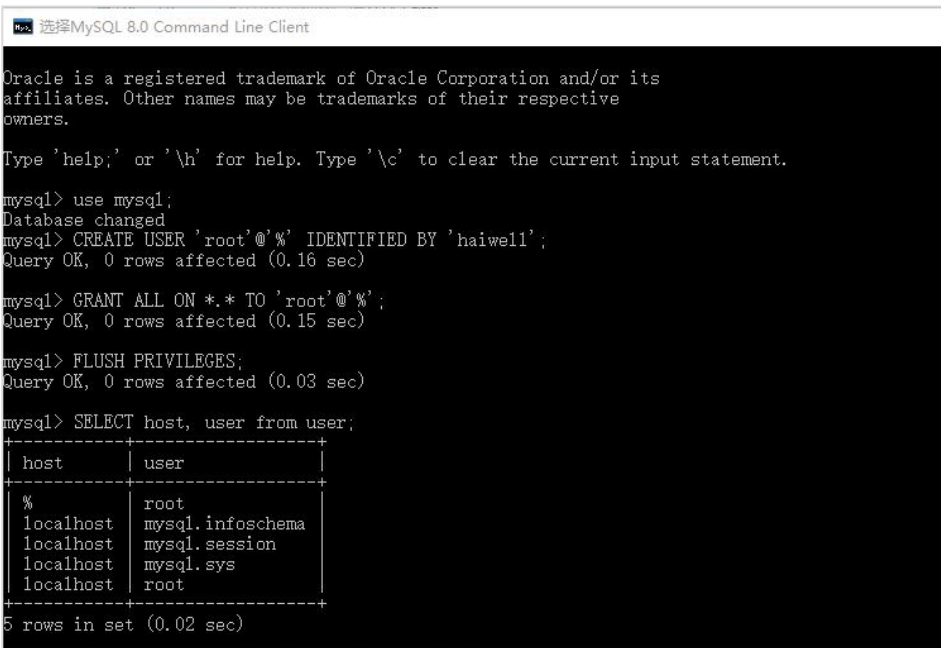 选择MySQL 8.0 Command Line Client
Oracle is a registered trademark of Oracle Corporation and/or its
affiliates. Other names may be trademarks of their respective
owners.
Type 'help;' or '\h' for help. Type '\c' to clear the current input statement.
mysql> use mysql;
Database changed
mysql> CREATE USER 'root'@'%' IDENTIFIED BY 'haiwell';
Query OK, 0 rows affected (0.16 sec)
mysql> GRANT ALL ON *.* TO 'root'@'%';
Query OK, 0 rows affected (0.15 sec)
mysql> FLUSH PRIVILEGES;
Query OK, 0 rows affected (0.03 sec)
mysql> SELECT host, user from user;
+-----------+------------------+
| host      | user             |
+-----------+------------------+
| %         | root             |
| localhost | mysql.infoschema |
| localhost | mysql.session    |
| localhost | mysql.sys        |
| localhost | root             |
+-----------+------------------+
5 rows in set (0.02 sec)